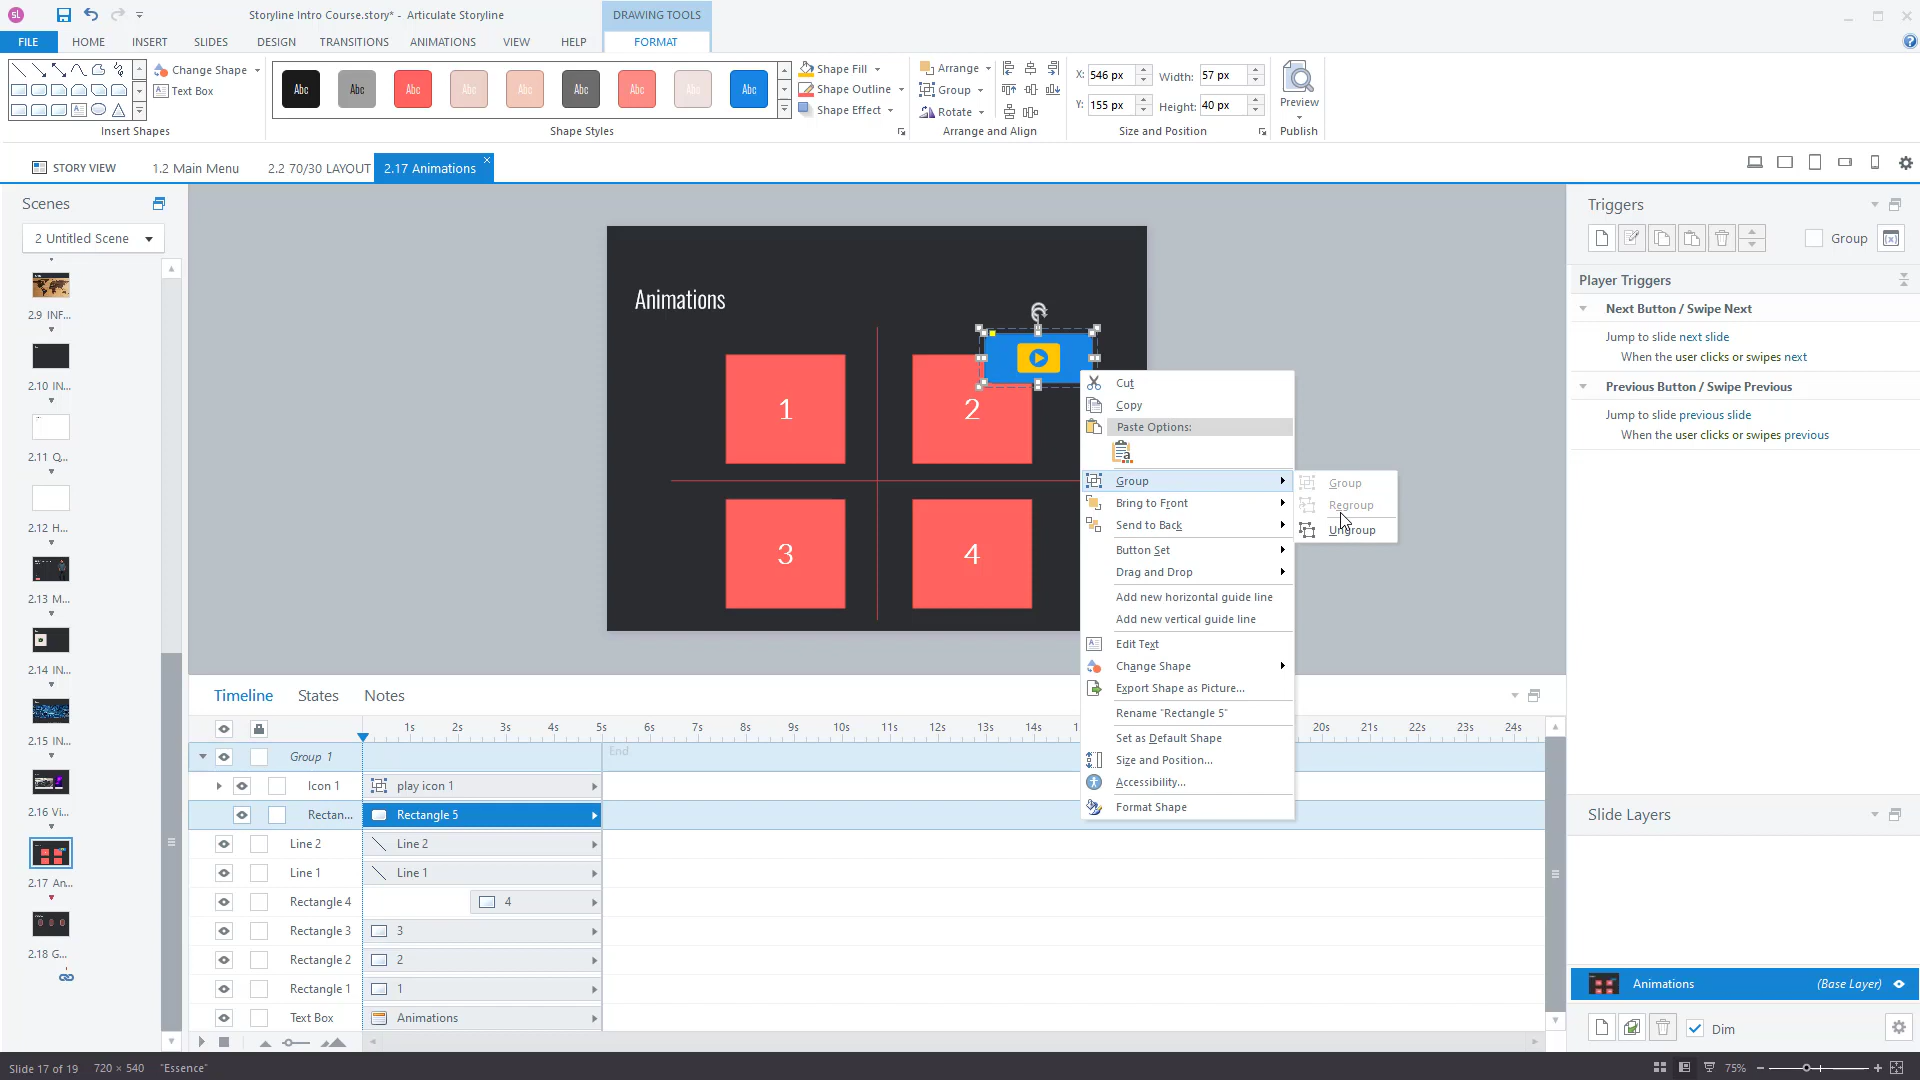 sl
Storyline Intro Course.story* - Articulate Storyline
DRAWING TOOLS
FILE
HOME
INSERT
SLIDES
DESIGN
TRANSITIONS
ANIMATIONS
VIEW
HELP
FORMAT
Change Shape
Text Box
Insert Shapes
Abc
Abc
Abc
Abc
Abc
Abc
Abc
Abc
Abc
Shape Styles
Shape Fill
Shape Outline
Shape Effect
Arrange
Group
Rotate
Arrange and Align
X: 546 px
Width: 57 px
Y: 155 px
Height: 40 px
Size and Position
Preview
Publish
STORY VIEW
1.2 Main Menu
2.2 70/30 LAYOUT
2.17 Animations
Scenes
2 Untitled Scene
2.9 INF...
2.10 IN...
2.11 Q...
2.12 H...
2.13 M...
2.14 IN...
2.15 IN...
2.16 Vi...
2.17 An...
2.18 G...
Animations
1
2
3
4
Cut
Copy
Paste Options:
Group
Bring to Front
Send to Back
Button Set
Drag and Drop
Add new horizontal guide line
Add new vertical guide line
Edit Text
Change Shape
Export Shape as Picture...
Rename "Rectangle 5"
Set as Default Shape
Size and Position...
Accessibility...
Format Shape
Group
Regroup
Ungroup
Triggers
Group
Player Triggers
Next Button / Swipe Next
Jump to slide next slide
When the user clicks or swipes next
Previous Button / Swipe Previous
Jump to slide previous slide
When the user clicks or swipes previous
Timeline
States
Notes
1s 2s 3s 4s 5s 6s 7s 8s 9s 10s 11s 12s 13s 14s 20s 21s 22s 23s 24s
Group 1
End
Icon 1
play icon 1
Rectan...
Rectangle 5
Line 2
Line 2
Line 1
Line 1
Rectangle 4
4
Rectangle 3
3
Rectangle 2
2
Rectangle 1
1
Text Box
Animations
Slide Layers
Animations
(Base Layer)
Dim
Slide 17 of 19
720 × 540
"Essence"
75%